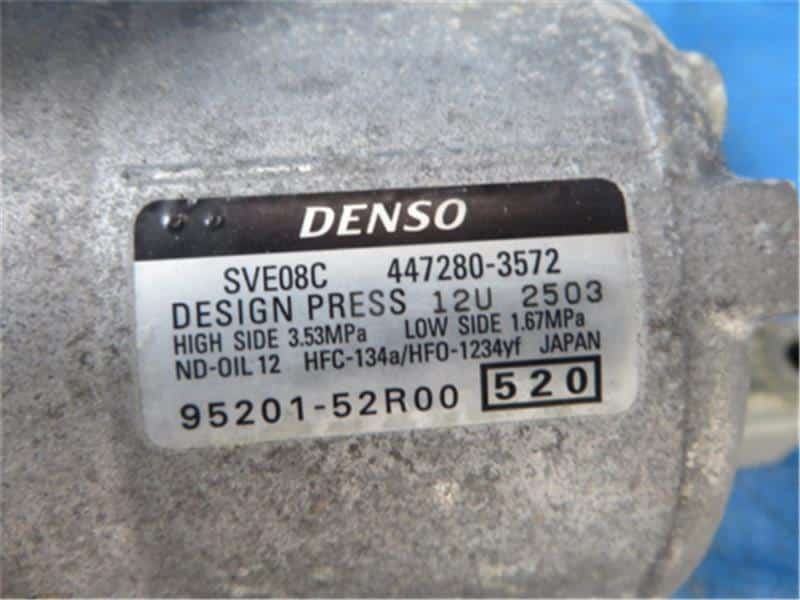 DENSO
SVE08C 447280-3572
DESIGN PRESS 12U 2503
HIGH SIDE 3.53MPa LOW SIDE 1.67MPa
ND-OIL 12 HFC-134a/HFO-1234yf JAPAN
95201-52R00 520